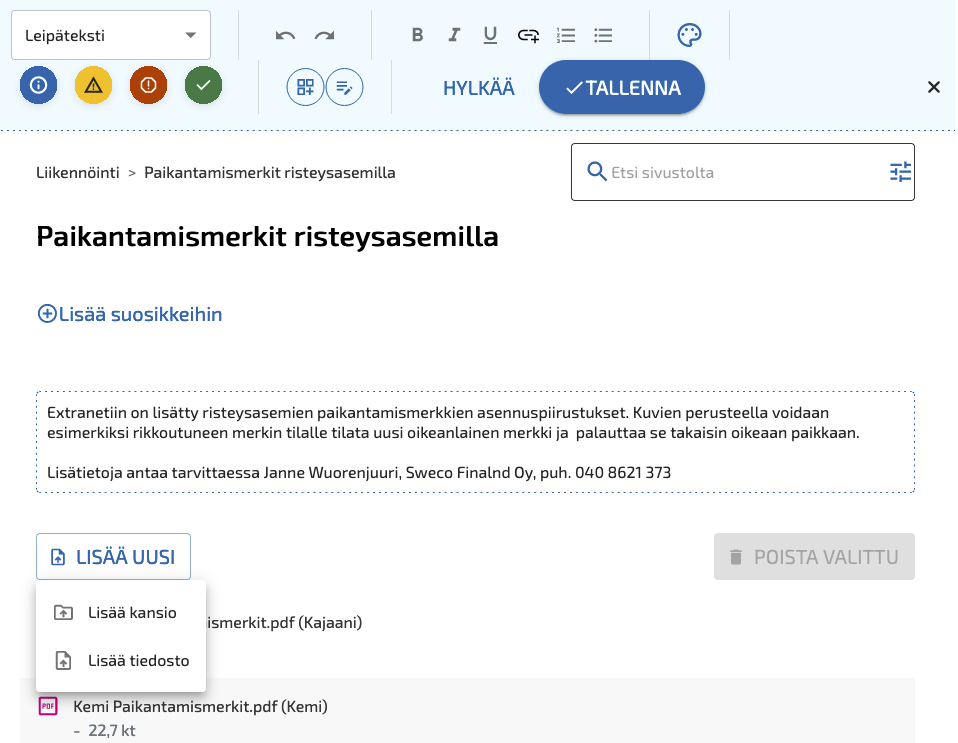 Leipäteksti
B I U
HYLKÄÄ
TALLENNA
Liikennöinti > Paikantamismerkit risteysasemilla
Etsi sivustolta
Paikantamismerkit risteysasemilla
Lisää suosikkeihin
Extranetiin on lisätty risteysasemien paikantamismerkkien asennuspiirustukset. Kuvien perusteella voidaan
esimerkiksi rikkoutuneen merkin tilalle tilata uusi oikeanlainen merkki ja palauttaa se takaisin oikeaan paikkaan.
Lisätietoja antaa tarvittaessa Janne Wuorenjuuri, Sweco Finalnd Oy, puh. 040 8621 373
LISÄÄ UUSI
POISTA VALITTU
Lisää kansio
ismerkit.pdf (Kajaani)
Lisää tiedosto
PDF Kemi Paikantamismerkit.pdf (Kemi)
- 22,7 kt